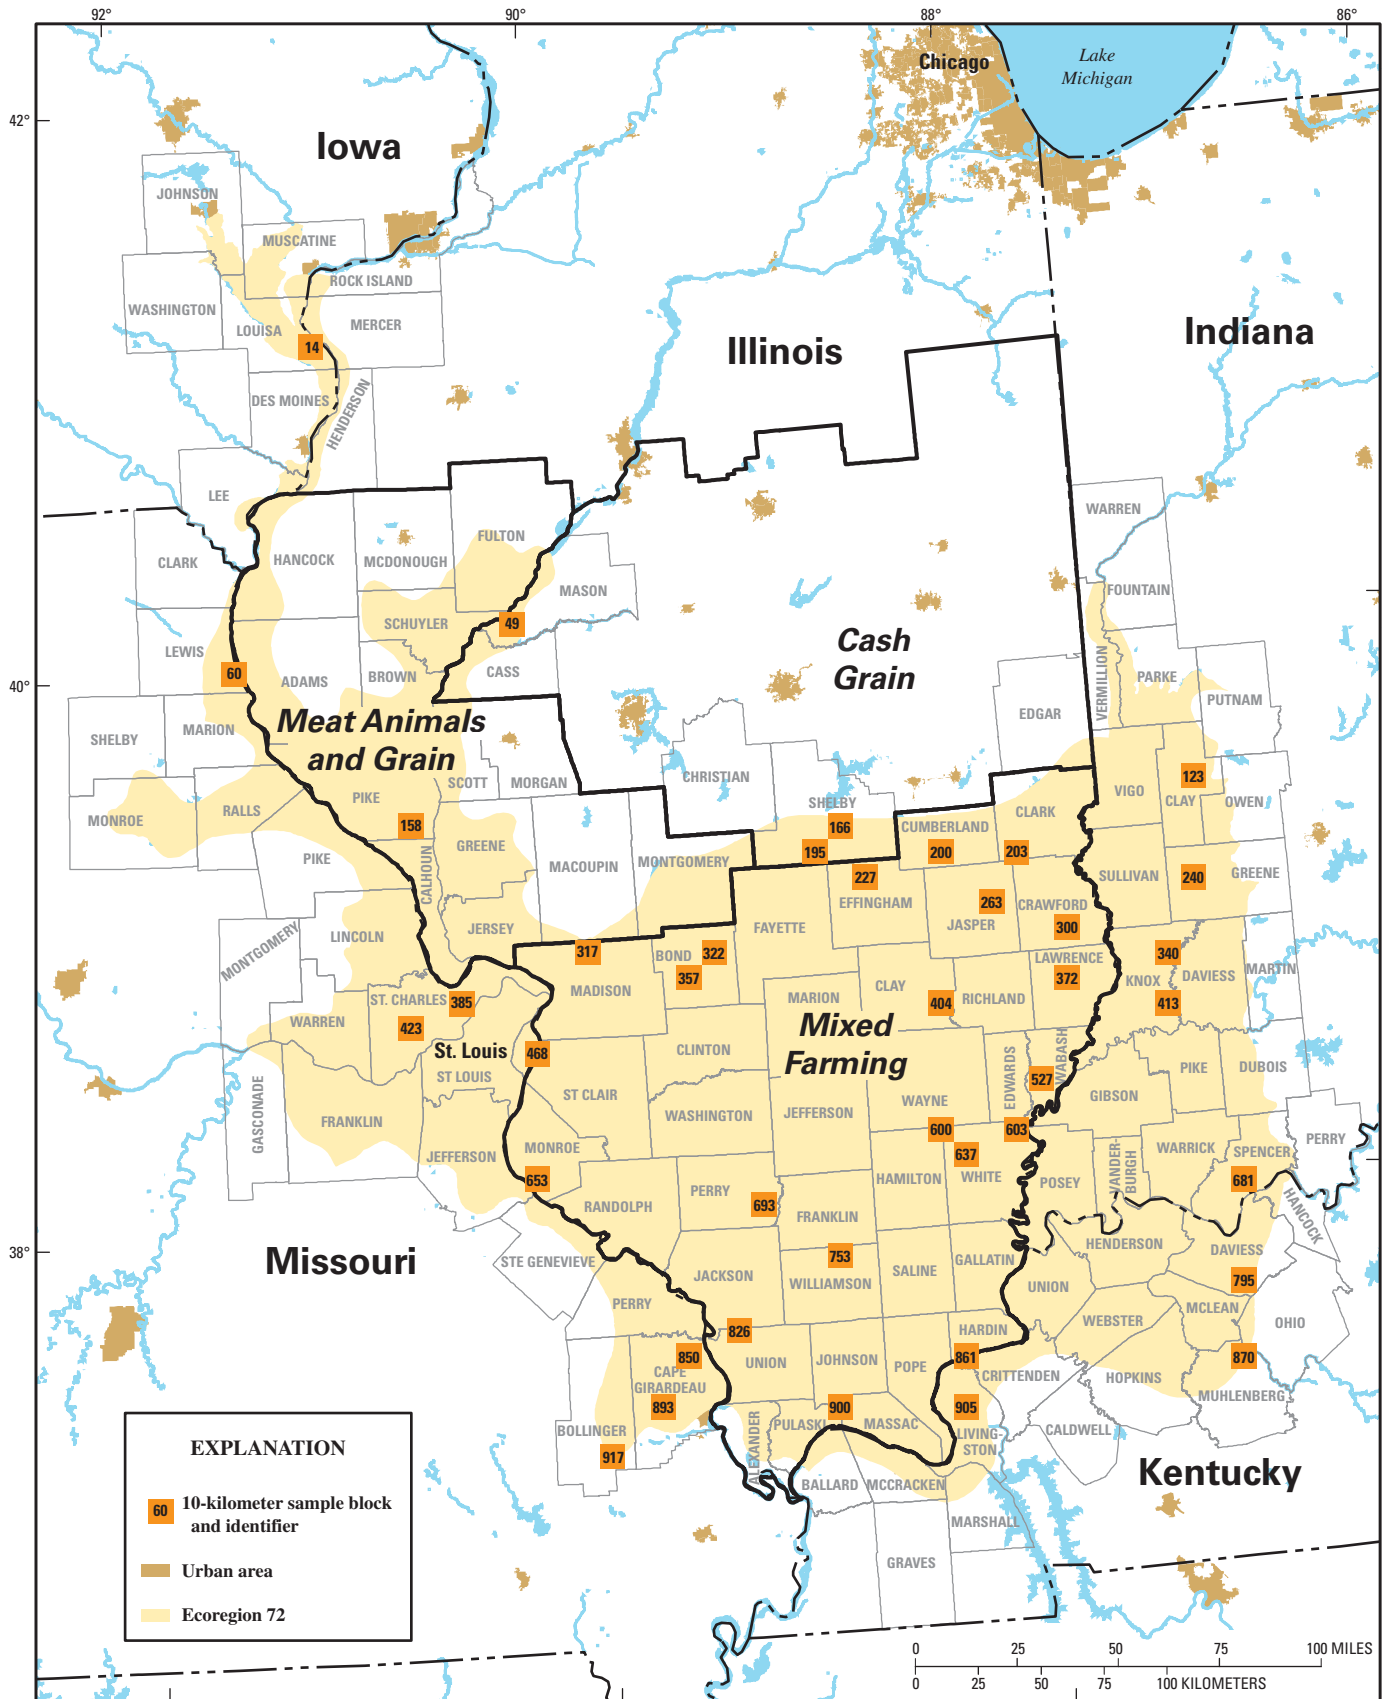 92°
90°
88°
86°
42°
40°
38°
Chicago
Lake
Michigan
Iowa
Illinois
Indiana
Missouri
Kentucky
St. Louis
Cash
Grain
Meat Animals
and Grain
Mixed
Farming
JOHNSON
MUSCATINE
ROCK ISLAND
WASHINGTON
LOUISA
MERCER
14
DES MOINES
HENDERSON
LEE
CLARK
HANCOCK
MCDONOUGH
FULTON
MASON
SCHUYLER
49
LEWIS
60
ADAMS
BROWN
CASS
WARREN
FOUNTAIN
VERMILLION
PARKE
PUTNAM
EDGAR
SHELBY
MARION
SCOTT
MORGAN
CHRISTIAN
SHELBY
MONROE
RALLS
PIKE
158
GREENE
CALHOUN
PIKE
MACOUPIN
MONTGOMERY
166
195
CUMBERLAND
200
CLARK
203
VIGO
123
CLAY
OWEN
227
EFFINGHAM
263
JASPER
CRAWFORD
300
SULLIVAN
240
GREENE
MONTGOMERY
LINCOLN
JERSEY
317
BOND
322
357
FAYETTE
LAWRENCE
372
340
KNOX
413
DAVIESS
MARTIN
WARREN
ST. CHARLES
385
423
MADISON
MARION
CLAY
404
RICHLAND
468
ST LOUIS
CLINTON
EDWARDS
WABASH
527
GIBSON
PIKE
DUBOIS
GASCONADE
FRANKLIN
ST CLAIR
WASHINGTON
JEFFERSON
WAYNE
600
603
JEFFERSON
MONROE
637
HAMILTON
WHITE
POSEY
VANDER-
BURGH
WARRICK
SPENCER
PERRY
653
RANDOLPH
PERRY
693
FRANKLIN
681
HANCOCK
STE GENEVIEVE
JACKSON
753
WILLIAMSON
SALINE
GALLATIN
UNION
HENDERSON
DAVIESS
795
PERRY
826
HARDIN
WEBSTER
MCLEAN
OHIO
850
CAPE
GIRARDEAU
893
UNION
JOHNSON
POPE
861
CRITTENDEN
HOPKINS
870
MUHLENBERG
BOLLINGER
917
ALEXANDER
PULASKI
900
MASSAC
905
LIVING-
STON
CALDWELL
BALLARD
MCCRACKEN
MARSHALL
GRAVES
EXPLANATION
60
10-kilometer sample block
and identifier
Urban area
Ecoregion 72
0 25 50 75 100 MILES
0 25 50 75 100 KILOMETERS